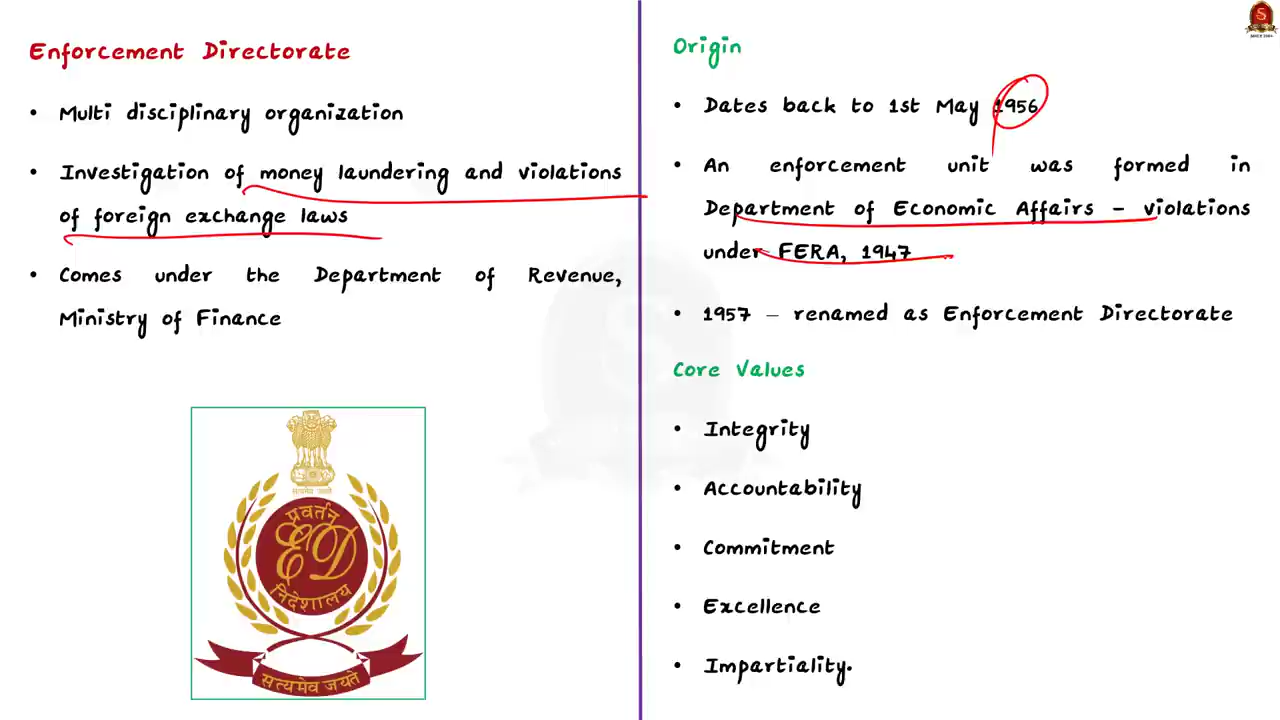 Enforcement Directorate
• Multi disciplinary organization
• Investigation of money laundering and violations
of foreign exchange laws
• Comes under the Department of Revenue,
Ministry of Finance
सत्यमेव जयते
प्रवर्तन
ED
निदेशालय
सत्यमेव जयते
Origin
• Dates back to 1st May 1956
• An enforcement unit was formed in
Department of Economic Affairs – violations
under FERA, 1947
• 1957 – renamed as Enforcement Directorate
Core Values
• Integrity
• Accountability
• Commitment
• Excellence
• Impartiality.
S